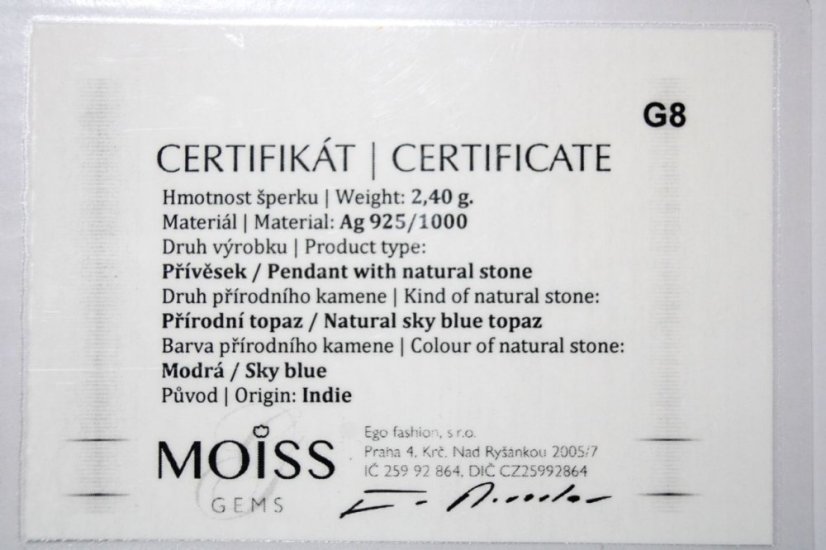 G8
CERTIFIKÁT | CERTIFICATE
Hmotnost šperku | Weight: 2,40 g.
Materiál | Material: Ag 925/1000
Druh výrobku | Product type:
Přívěsek / Pendant with natural stone
Druh přírodního kamene | Kind of natural stone:
Přírodní topaz / Natural sky blue topaz
Barva přírodního kamene | Colour of natural stone:
Modrá / Sky blue
Původ | Origin: Indie
MOISS
GEMS
Ego fashion, s r.o.
Praha 4, Krč, Nad Ryšánkou 2005/7
IČ 259 92 864, DIČ CZ25992864